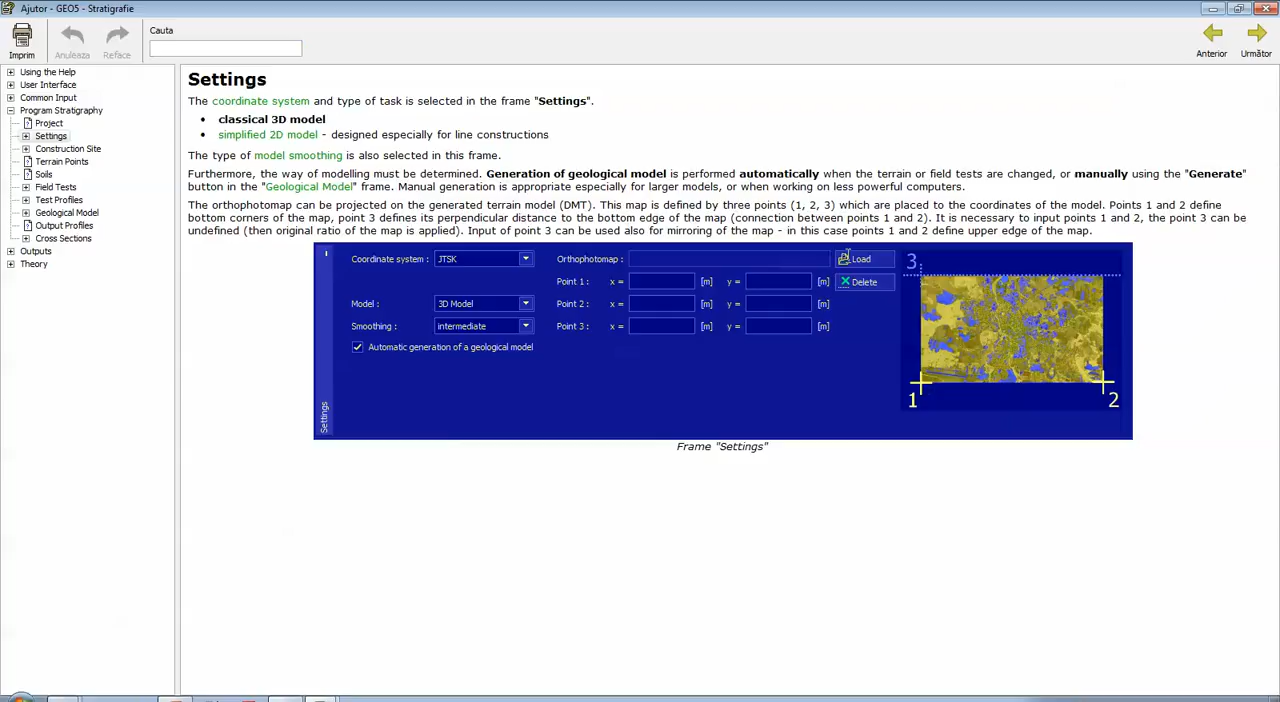 Ajutor - GEO5 - Stratigrafie
Imprim
Anuleaza
Reface
Cauta
Anterior
Următor
Using the Help
User Interface
Common Input
Program Stratigraphy
Project
Settings
Construction Site
Terrain Points
Soils
Field Tests
Test Profiles
Geological Model
Output Profiles
Cross Sections
Outputs
Theory
Settings
The coordinate system and type of task is selected in the frame "Settings".
• classical 3D model
• simplified 2D model - designed especially for line constructions
The type of model smoothing is also selected in this frame.
Furthermore, the way of modelling must be determined. Generation of geological model is performed automatically when the terrain or field tests are changed, or manually using the "Generate"
button in the "Geological Model" frame. Manual generation is appropriate especially for larger models, or when working on less powerful computers.
The orthophotomap can be projected on the generated terrain model (DMT). This map is defined by three points (1, 2, 3) which are placed to the coordinates of the model. Points 1 and 2 define
bottom corners of the map, point 3 defines its perpendicular distance to the bottom edge of the map (connection between points 1 and 2). It is necessary to input points 1 and 2, the point 3 can be
undefined (then original ratio of the map is applied). Input of point 3 can be used also for mirroring of the map - in this case points 1 and 2 define upper edge of the map.
Coordinate system : JTSK Orthophotomap : Load 3
Point 1 : x = [m] y = [m] Delete
Model : 3D Model Point 2 : x = [m] y = [m]
Smoothing : intermediate Point 3 : x = [m] y = [m]
Automatic generation of a geological model
1 2
Settings
Frame "Settings"